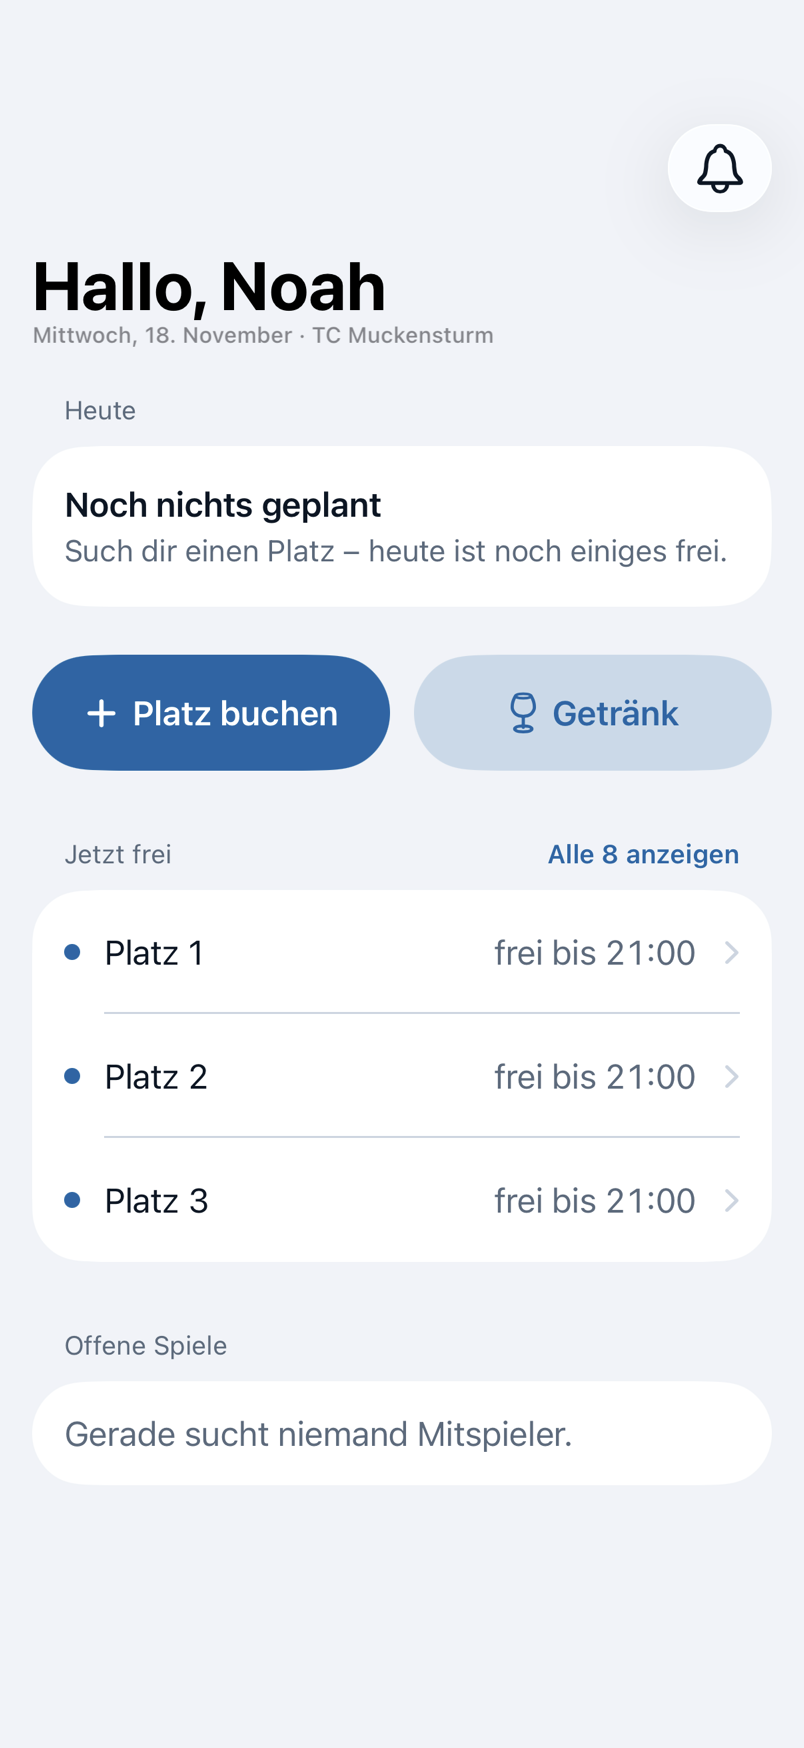 Hallo, Noah
Mittwoch, 18. November · TC Muckensturm
Heute
Noch nichts geplant
Such dir einen Platz – heute ist noch einiges frei.
Platz buchen
Getränk
Jetzt frei
Alle 8 anzeigen
Platz 1 frei bis 21:00
Platz 2 frei bis 21:00
Platz 3 frei bis 21:00
Offene Spiele
Gerade sucht niemand Mitspieler.